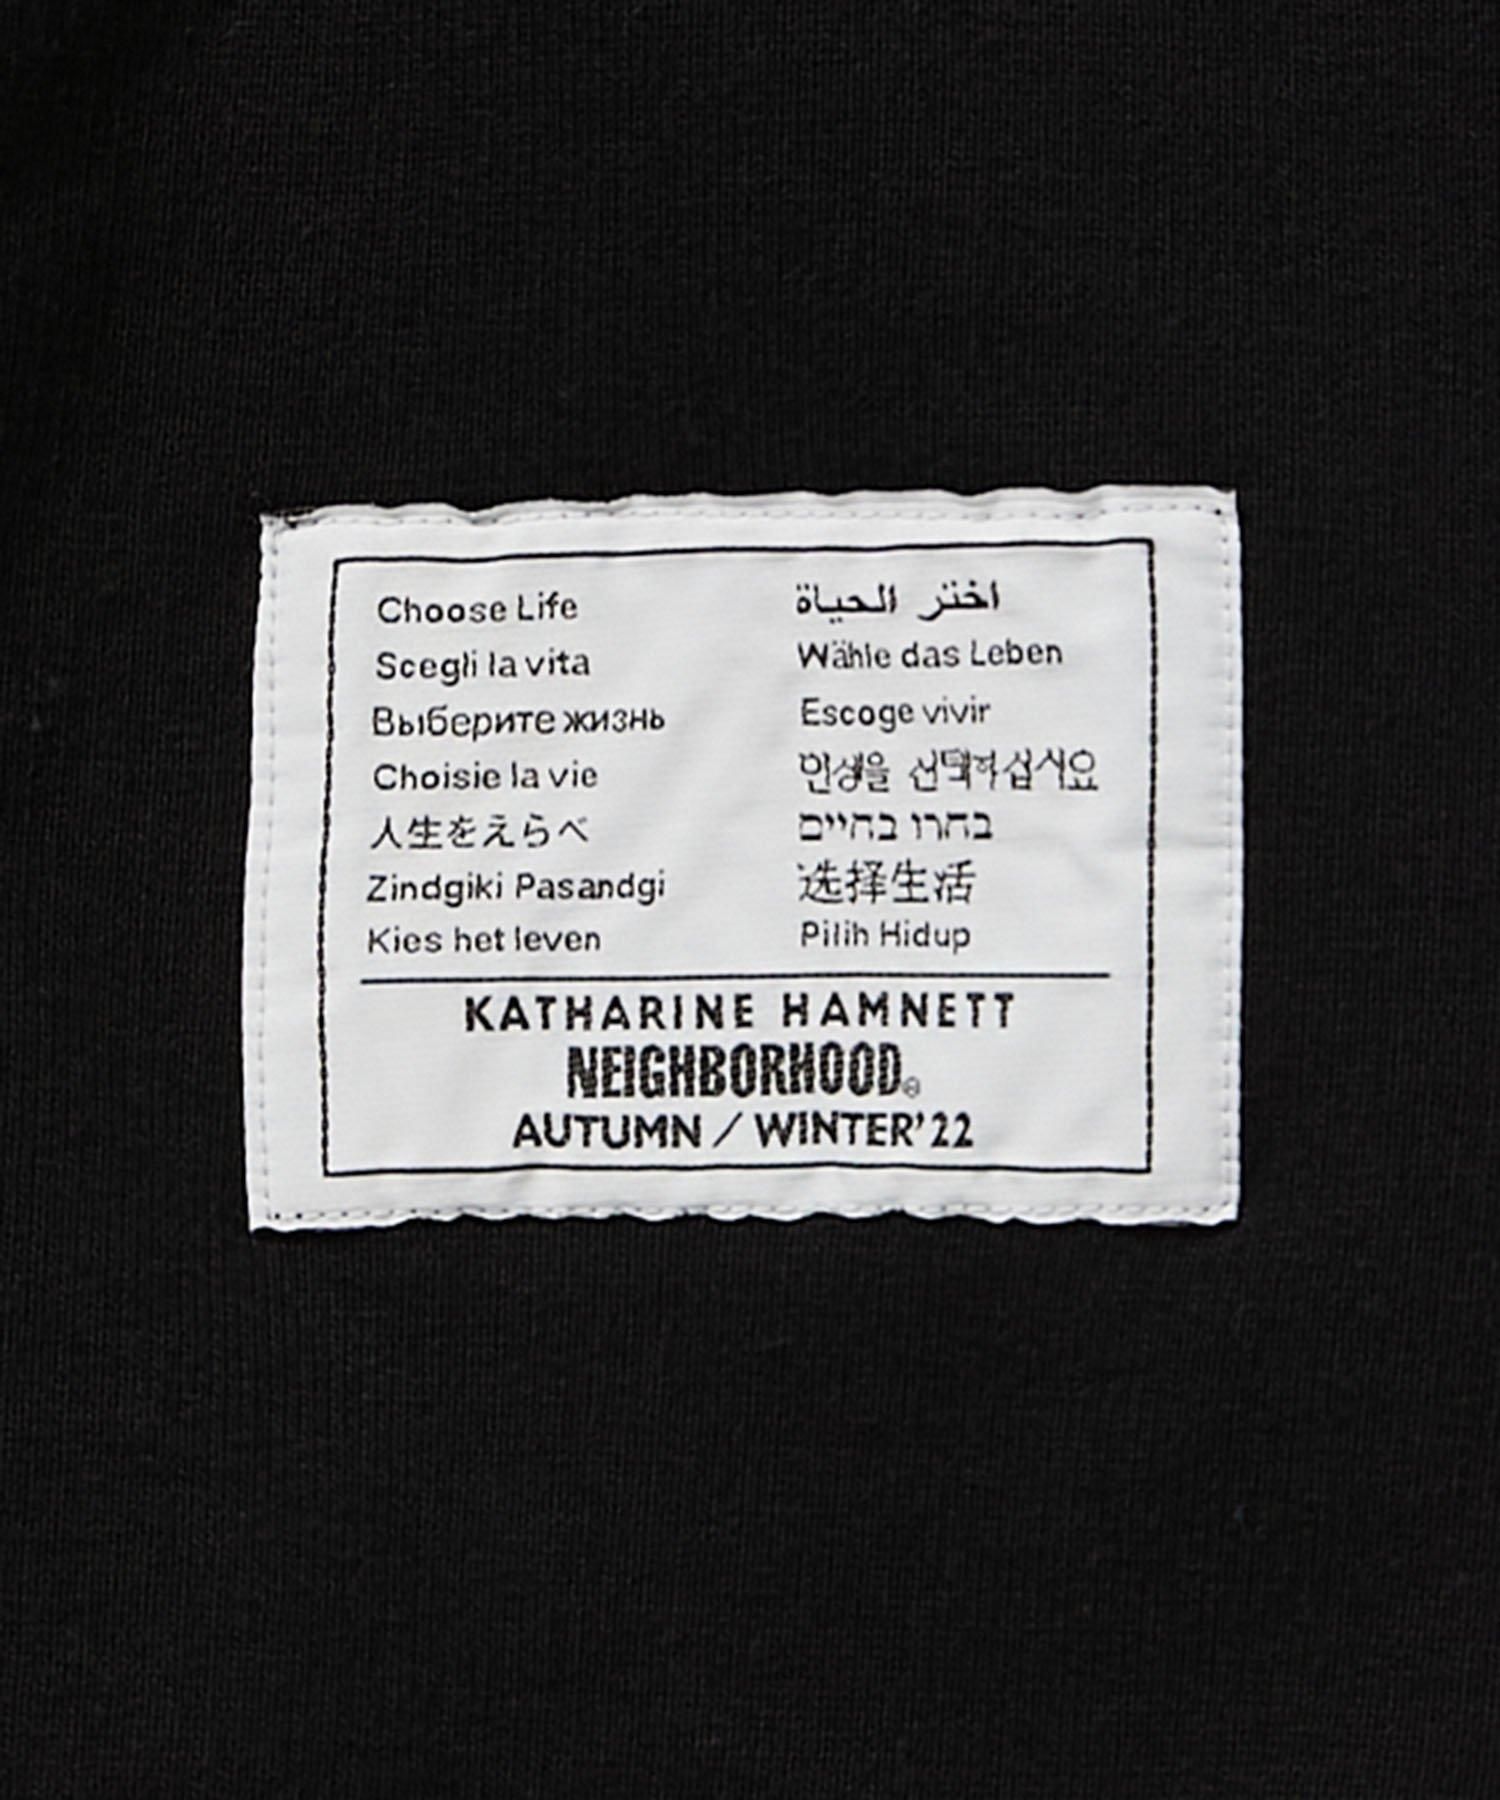 Choose Life
Scegli la vita
Выберите жизнь
Choisie la vie
人生をえらべ
Zindgiki Pasandgi
Kies het leven
اختر الحياة
Wähle das Leben
Escoge vivir
인생을 선택하십시요
בחרו בחיים
选择生活
Pilih Hidup
KATHARINE HAMNETT
NEIGHBORHOOD®
AUTUMN / WINTER'22